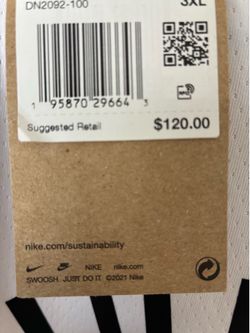 DN2092-100 3XL
1 95870 29664 3
Suggested Retail $120.00
nike.com/sustainability
NIKE nike.com
SWOOSH. JUST DO IT. ©2021 Nike